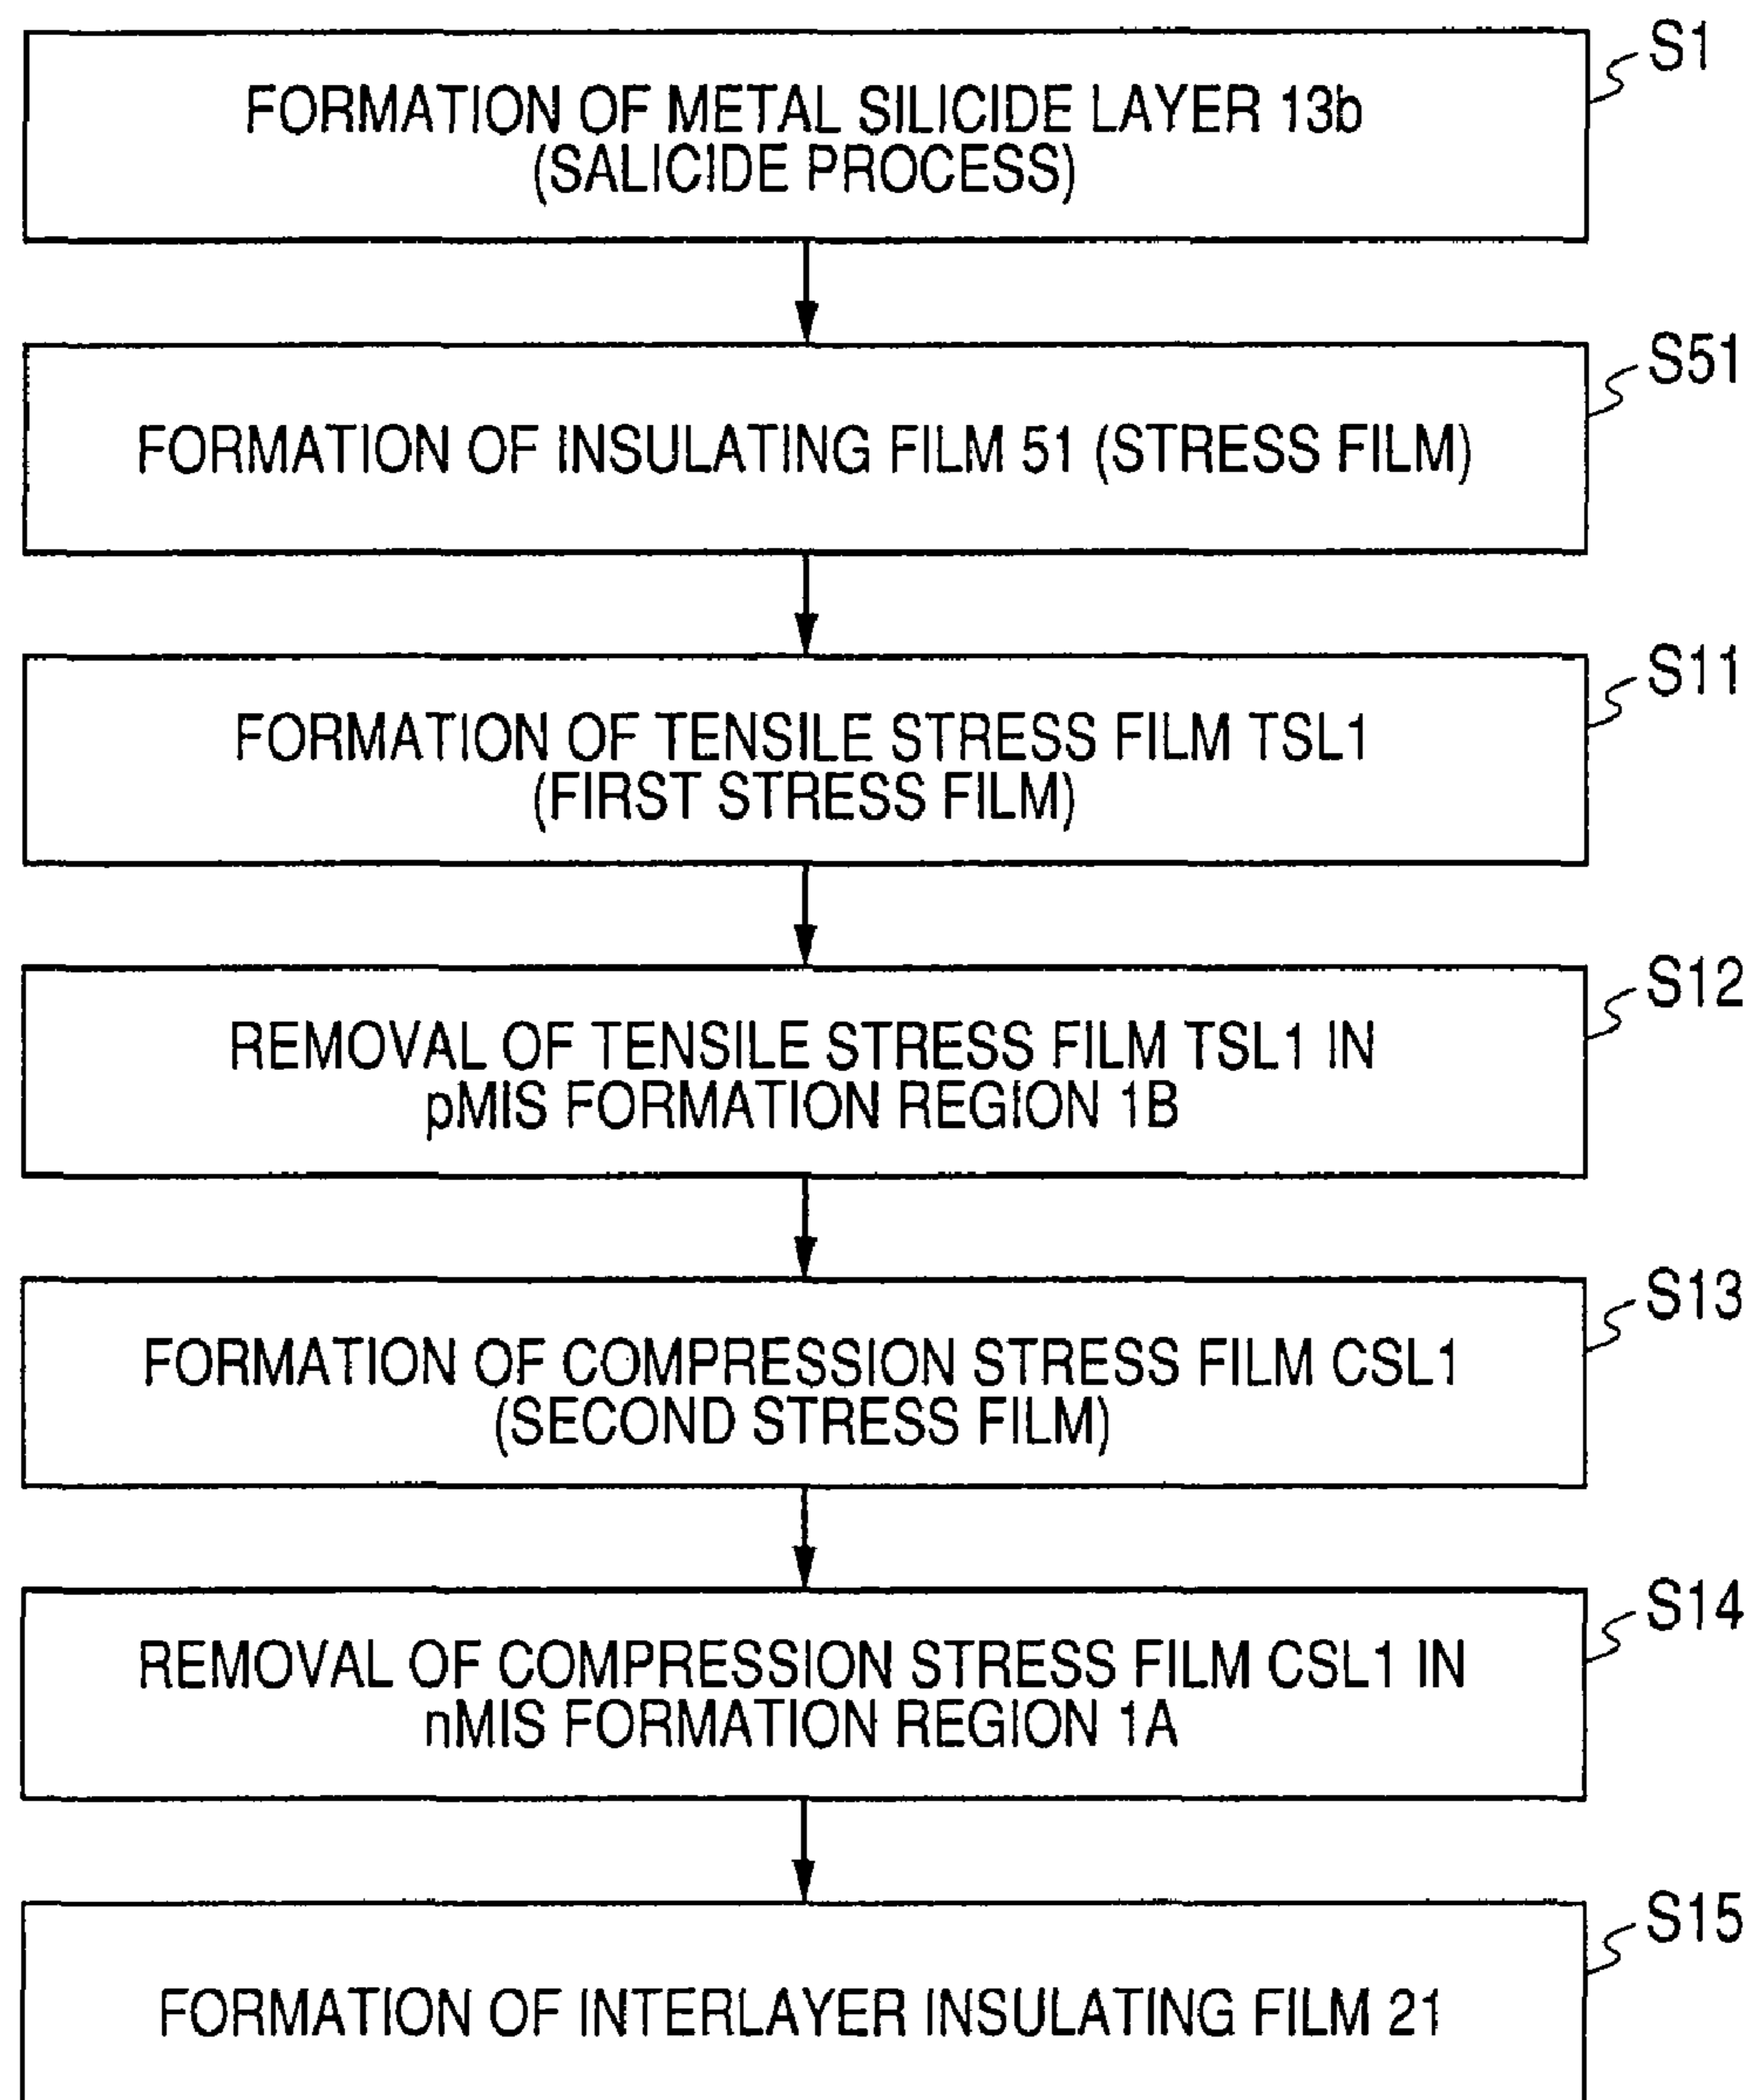 S1
FORMATION OF METAL SILICIDE LAYER 13b
(SALICIDE PROCESS)
S51
FORMATION OF INSULATING FILM 51 (STRESS FILM)
S11
FORMATION OF TENSILE STRESS FILM TSL1
(FIRST STRESS FILM)
S12
REMOVAL OF TENSILE STRESS FILM TSL1 IN
pMIS FORMATION REGION 1B
S13
FORMATION OF COMPRESSION STRESS FILM CSL1
(SECOND STRESS FILM)
S14
REMOVAL OF COMPRESSION STRESS FILM CSL1 IN
nMIS FORMATION REGION 1A
S15
FORMATION OF INTERLAYER INSULATING FILM 21